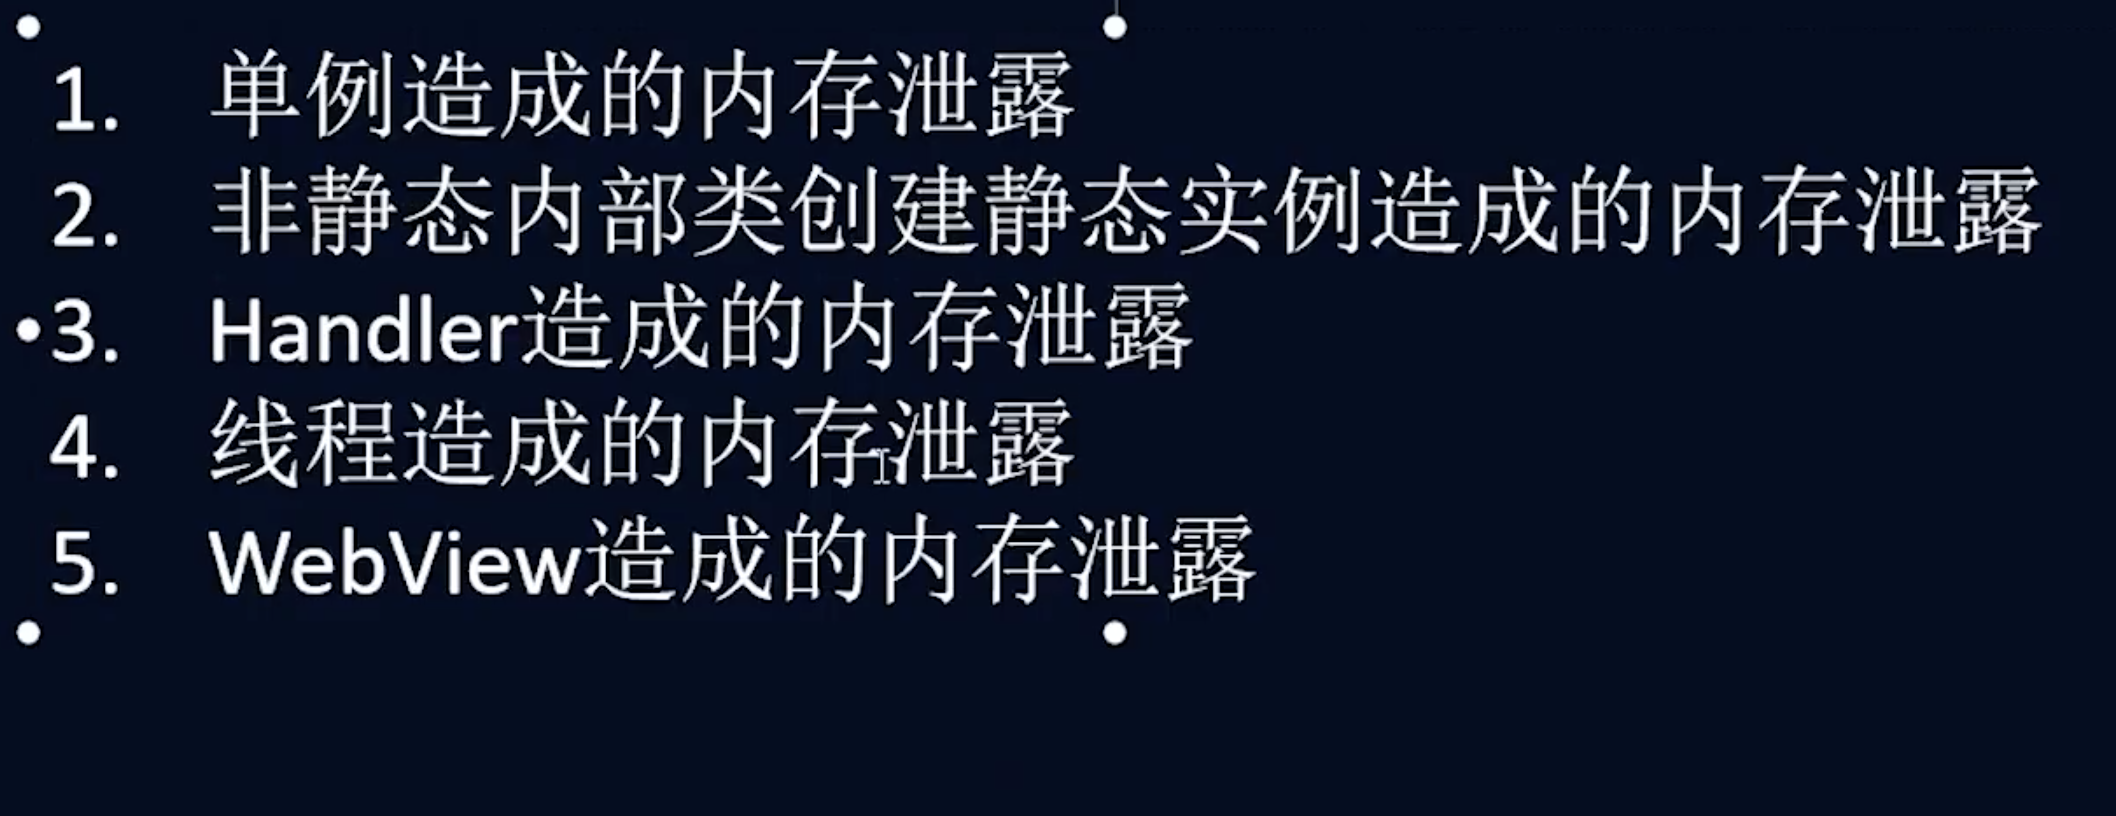 1. 单例造成的内存泄露
2. 非静态内部类创建静态实例造成的内存泄露
3. Handler造成的内存泄露
4. 线程造成的内存泄露
5. WebView造成的内存泄露